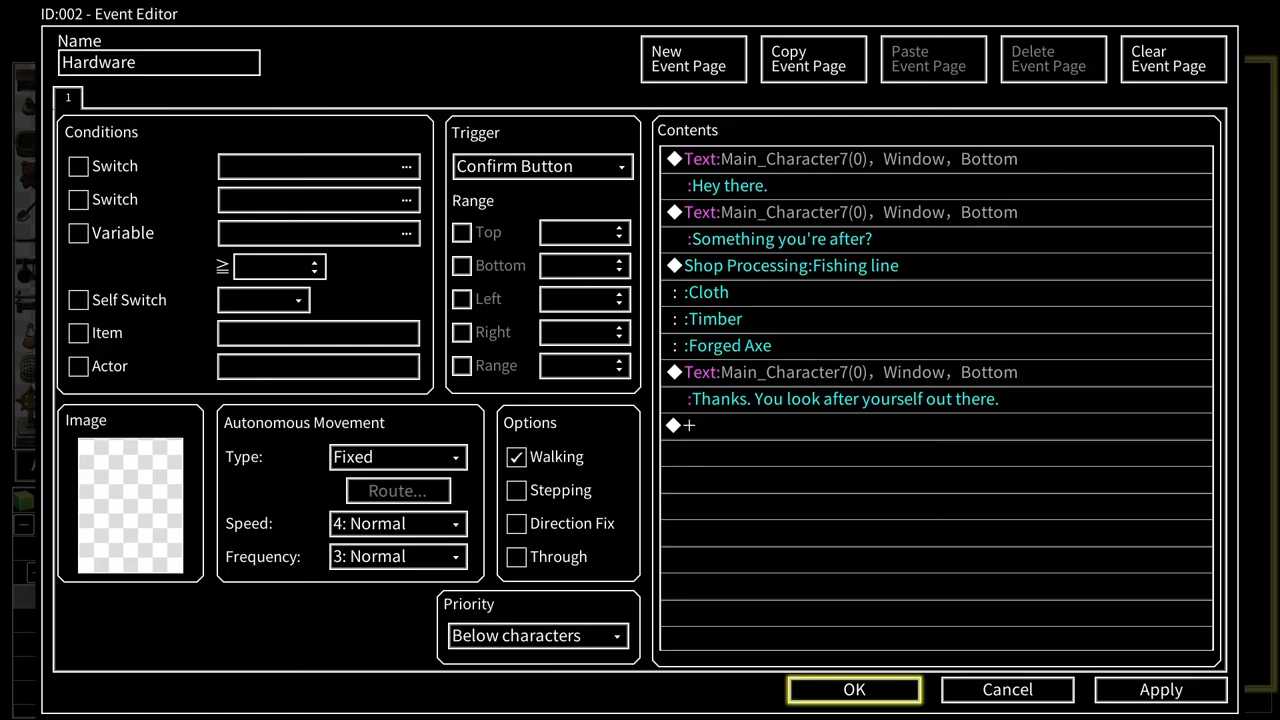 ID:002 - Event Editor
Name
Hardware
New
Event Page
Copy
Event Page
Paste
Event Page
Delete
Event Page
Clear
Event Page
1
Conditions
Switch ...
Switch ...
Variable ...
≧
Self Switch
Item
Actor
Trigger
Confirm Button
Range
Top
Bottom
Left
Right
Range
Contents
◆Text:Main_Character7(0), Window, Bottom
:Hey there.
◆Text:Main_Character7(0), Window, Bottom
:Something you're after?
◆Shop Processing:Fishing line
: :Cloth
: :Timber
: :Forged Axe
◆Text:Main_Character7(0), Window, Bottom
:Thanks. You look after yourself out there.
◆+
Image
Autonomous Movement
Type: Fixed
Route...
Speed: 4: Normal
Frequency: 3: Normal
Options
Walking
Stepping
Direction Fix
Through
Priority
Below characters
OK
Cancel
Apply